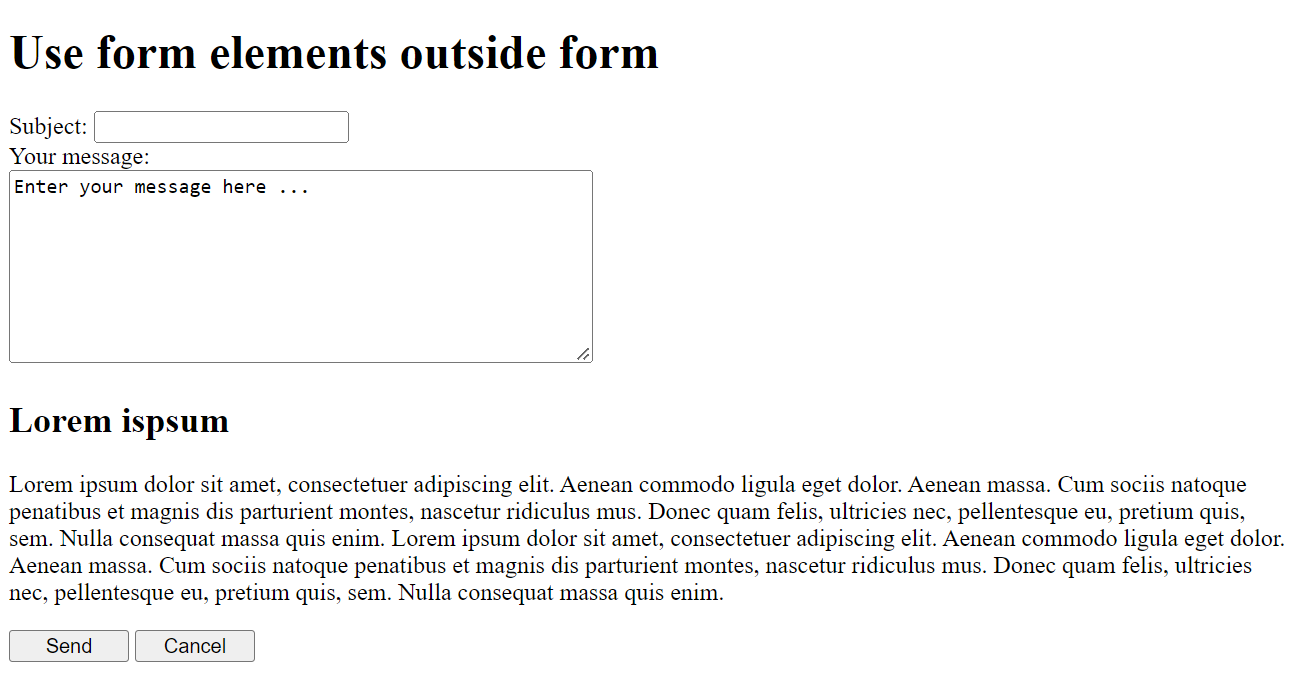 Use form elements outside form
Subject:
Your message:
Enter your message here ...
Lorem ispsum
Lorem ipsum dolor sit amet, consectetuer adipiscing elit. Aenean commodo ligula eget dolor. Aenean massa. Cum sociis natoque
penatibus et magnis dis parturient montes, nascetur ridiculus mus. Donec quam felis, ultricies nec, pellentesque eu, pretium quis,
sem. Nulla consequat massa quis enim. Lorem ipsum dolor sit amet, consectetuer adipiscing elit. Aenean commodo ligula eget dolor.
Aenean massa. Cum sociis natoque penatibus et magnis dis parturient montes, nascetur ridiculus mus. Donec quam felis, ultricies
nec, pellentesque eu, pretium quis, sem. Nulla consequat massa quis enim.
Send Cancel